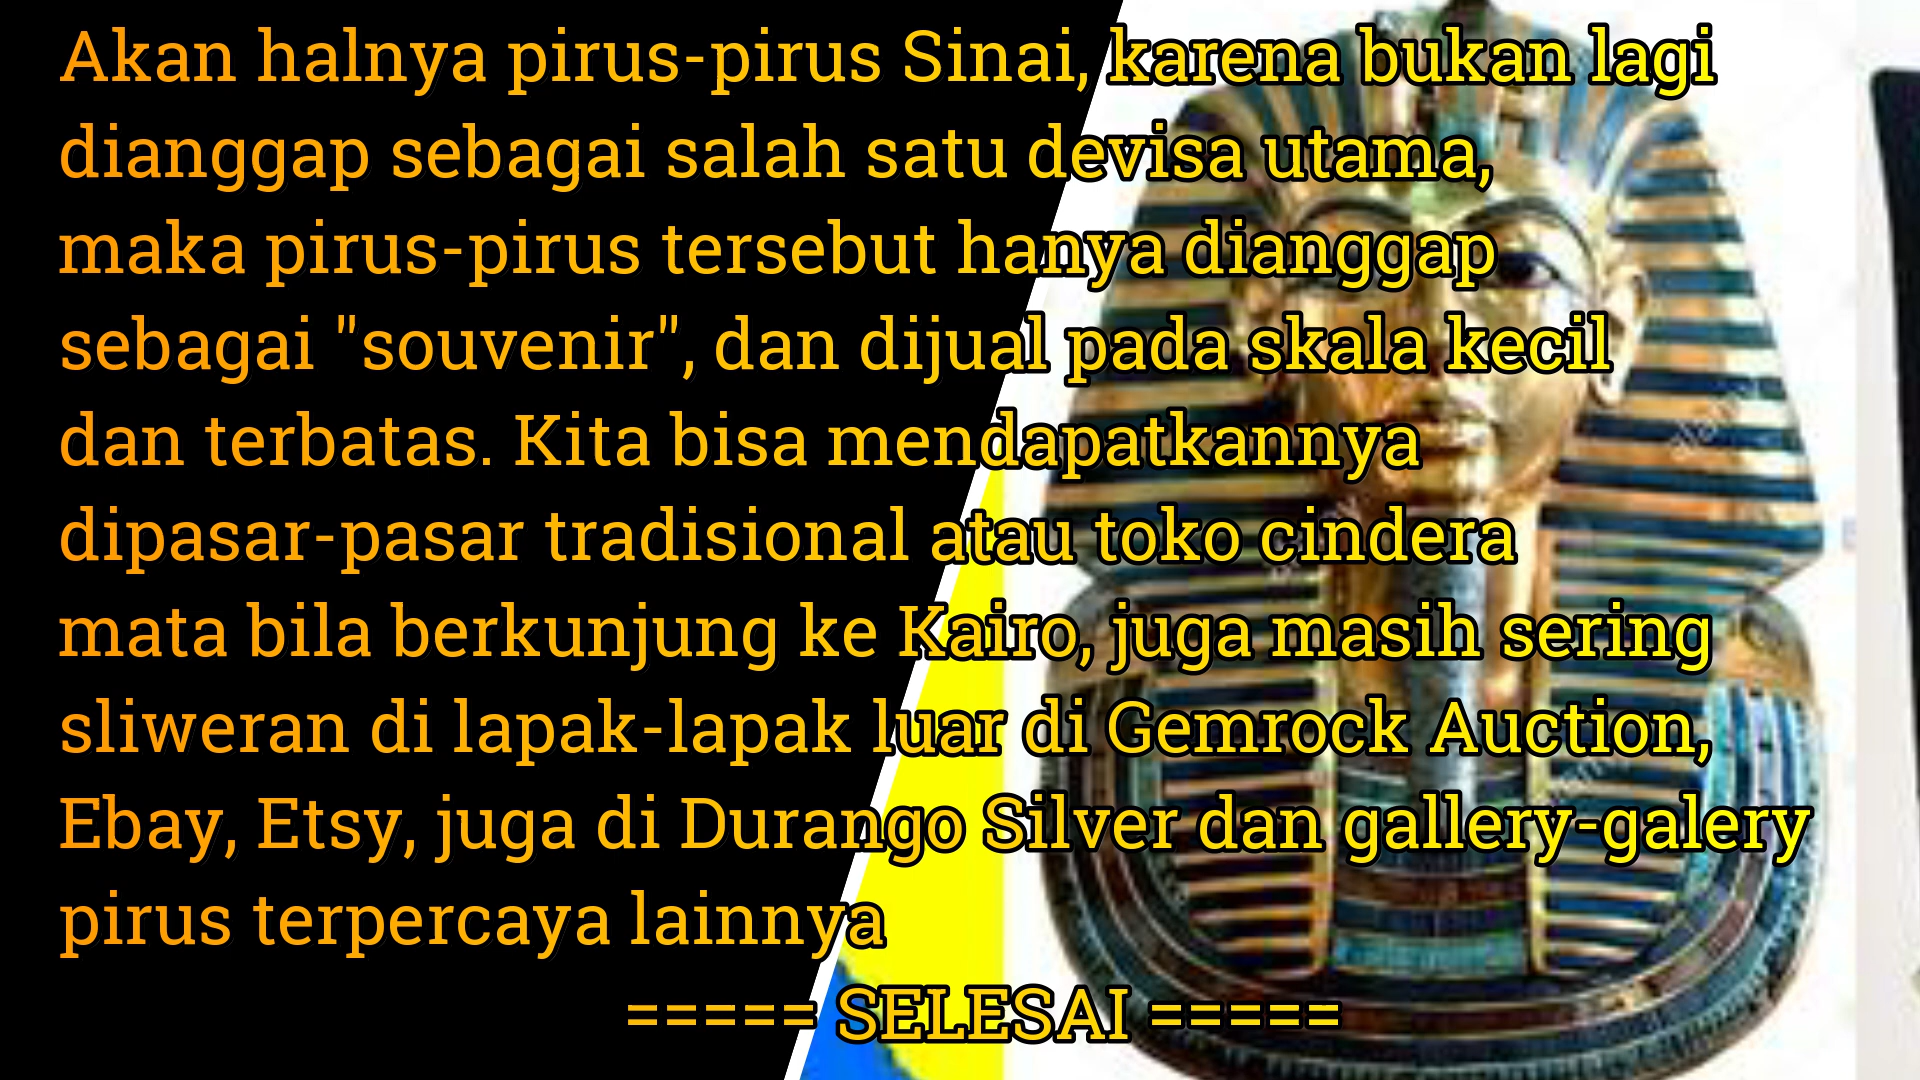 Akan halnya pirus-pirus Sinai, karena bukan lagi
dianggap sebagai salah satu devisa utama,
maka pirus-pirus tersebut hanya dianggap
sebagai "souvenir", dan dijual pada skala kecil
dan terbatas. Kita bisa mendapatkannya
dipasar-pasar tradisional atau toko cindera
mata bila berkunjung ke Kairo, juga masih sering
sliweran di lapak-lapak luar di Gemrock Auction,
Ebay, Etsy, juga di Durango Silver dan gallery-galery
pirus terpercaya lainnya
===== SELESAI =====